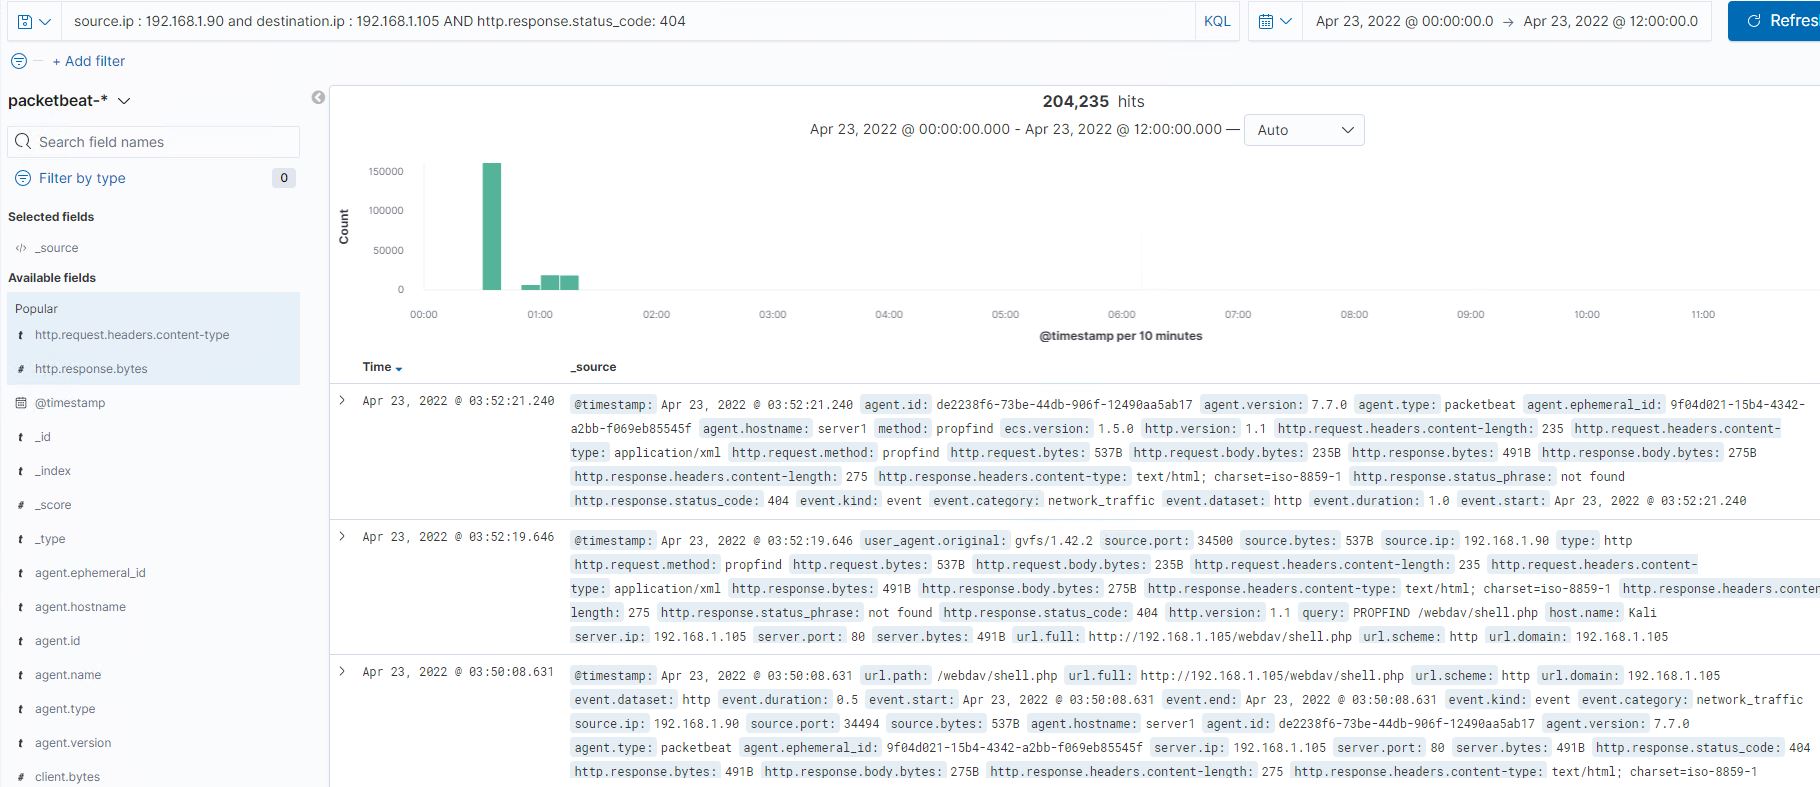 source.ip : 192.168.1.90 and destination.ip : 192.168.1.105 AND http.response.status_code: 404
KQL
Apr 23, 2022 @ 00:00:00.0 → Apr 23, 2022 @ 12:00:00.0
+ Add filter
packetbeat-*
Search field names
Filter by type 0
Selected fields
_source
Available fields
Popular
t http.request.headers.content-type
# http.response.bytes
@timestamp
t _id
t _index
# _score
t _type
t agent.ephemeral_id
t agent.hostname
t agent.id
t agent.name
t agent.type
t agent.version
# client.bytes
204,235 hits
Apr 23, 2022 @ 00:00:00.000 - Apr 23, 2022 @ 12:00:00.000 — Auto
Count
150000
100000
50000
0
00:00 01:00 02:00 03:00 04:00 05:00 06:00 07:00 08:00 09:00 10:00 11:00
@timestamp per 10 minutes
Time _source
Apr 23, 2022 @ 03:52:21.240 @timestamp: Apr 23, 2022 @ 03:52:21.240 agent.id: de2238f6-73be-44db-906f-12490aa5ab17 agent.version: 7.7.0 agent.type: packetbeat agent.ephemeral_id: 9f04d021-15b4-4342-
a2bb-f069eb85545f agent.hostname: server1 method: propfind ecs.version: 1.5.0 http.version: 1.1 http.request.headers.content-length: 235 http.request.headers.content-
type: application/xml http.request.method: propfind http.request.bytes: 537B http.request.body.bytes: 235B http.response.bytes: 491B http.response.body.bytes: 275B
http.response.headers.content-length: 275 http.response.headers.content-type: text/html; charset=iso-8859-1 http.response.status_phrase: not found
http.response.status_code: 404 event.kind: event event.category: network_traffic event.dataset: http event.duration: 1.0 event.start: Apr 23, 2022 @ 03:52:21.240
Apr 23, 2022 @ 03:52:19.646 @timestamp: Apr 23, 2022 @ 03:52:19.646 user_agent.original: gvfs/1.42.2 source.port: 34500 source.bytes: 537B source.ip: 192.168.1.90 type: http
http.request.method: propfind http.request.bytes: 537B http.request.body.bytes: 235B http.request.headers.content-length: 235 http.request.headers.content-
type: application/xml http.response.bytes: 491B http.response.body.bytes: 275B http.response.headers.content-type: text/html; charset=iso-8859-1
length: 275 http.response.status_phrase: not found http.response.status_code: 404 http.version: 1.1 query: PROPFIND /webdav/shell.php host.name: Kali
server.ip: 192.168.1.105 server.port: 80 server.bytes: 491B url.full: http://192.168.1.105/webdav/shell.php url.scheme: http url.domain: 192.168.1.105
Apr 23, 2022 @ 03:50:08.631 @timestamp: Apr 23, 2022 @ 03:50:08.631 url.path: /webdav/shell.php url.full: http://192.168.1.105/webdav/shell.php url.scheme: http url.domain: 192.168.1.105
event.dataset: http event.duration: 0.5 event.start: Apr 23, 2022 @ 03:50:08.631 event.end: Apr 23, 2022 @ 03:50:08.631 event.kind: event event.category: network_traffic
source.ip: 192.168.1.90 source.port: 34494 source.bytes: 537B agent.hostname: server1 agent.id: de2238f6-73be-44db-906f-12490aa5ab17 agent.version: 7.7.0
agent.type: packetbeat agent.ephemeral_id: 9f04d021-15b4-4342-a2bb-f069eb85545f server.ip: 192.168.1.105 server.port: 80 server.bytes: 491B http.response.status_code: 404
http.response.bytes: 491B http.response.body.bytes: 275B http.response.headers.content-length: 275 http.response.headers.content-type: text/html; charset=iso-8859-1